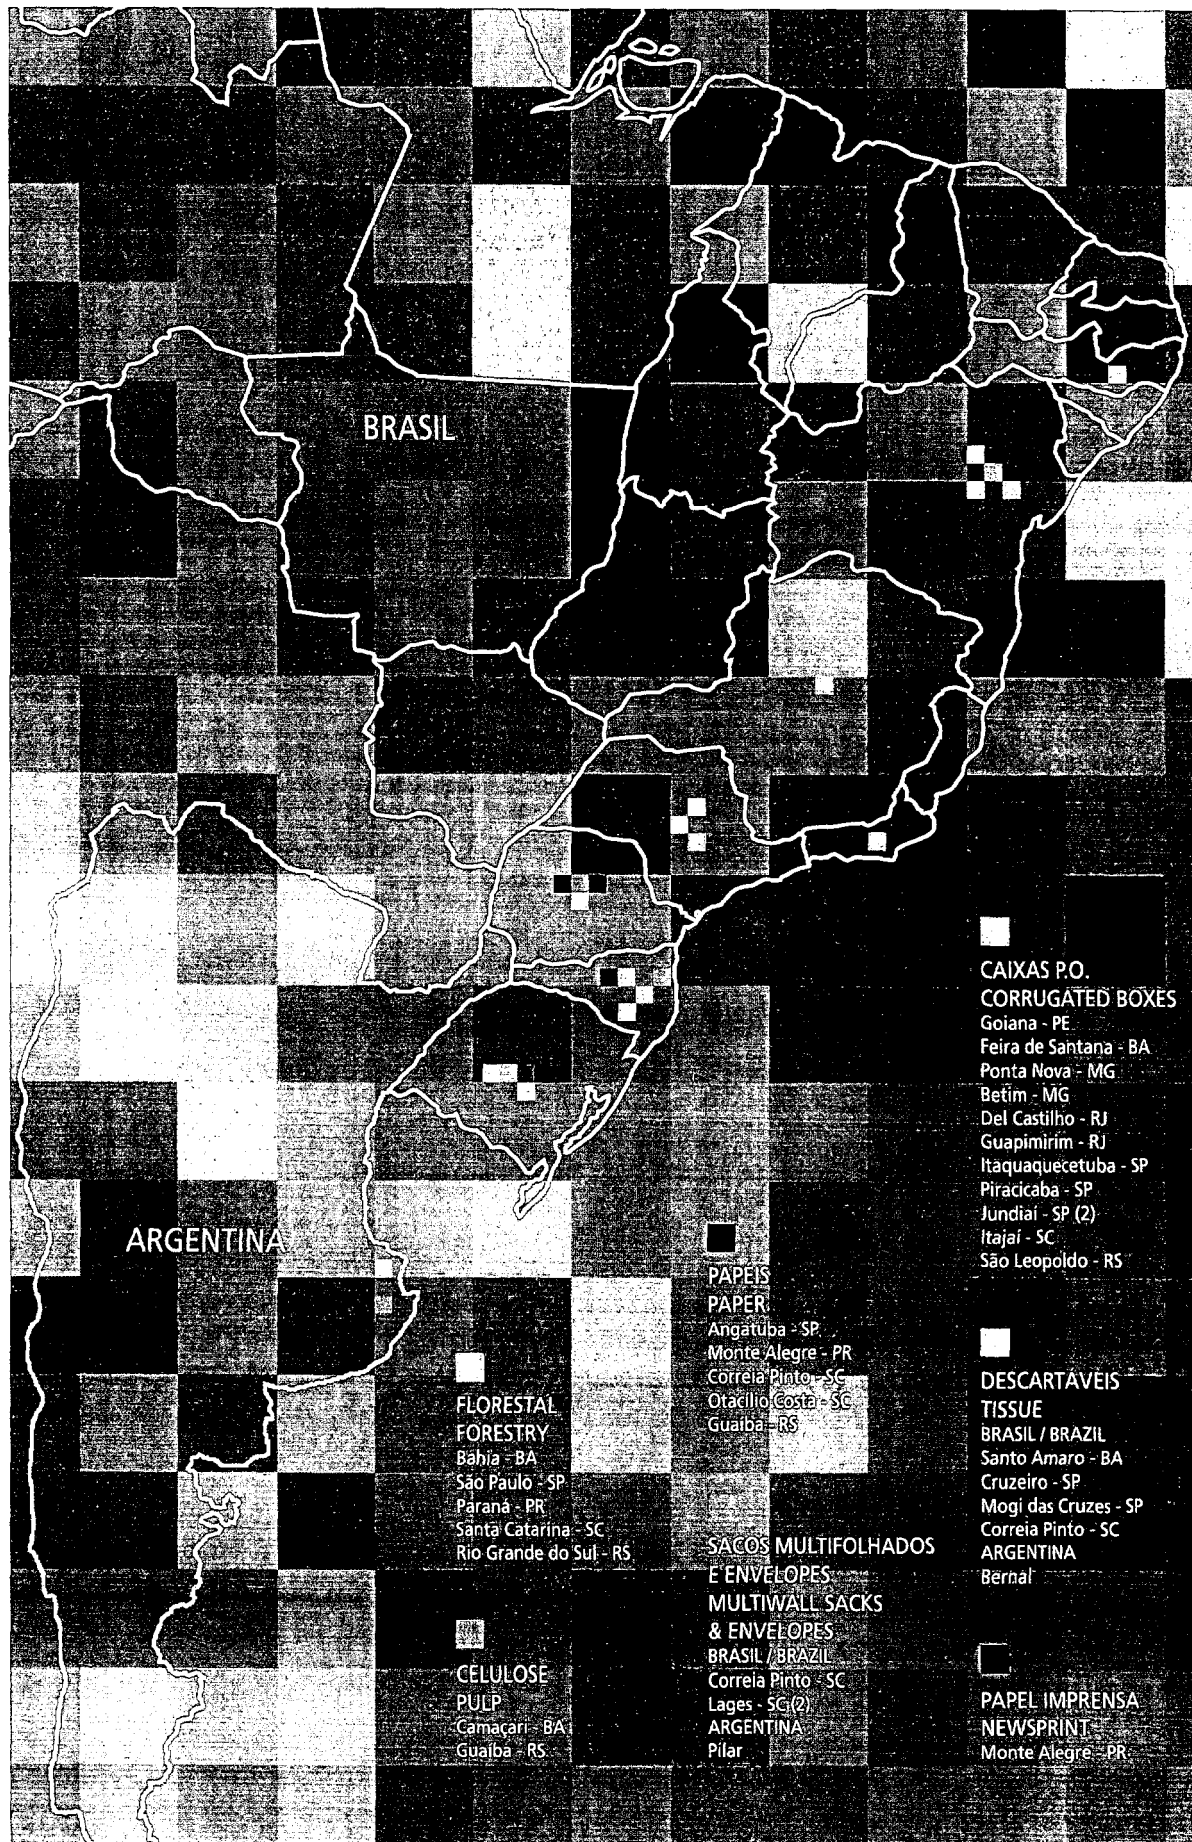 BRASIL
ARGENTINA
FLORESTAL
FORESTRY
Bahia - BA
São Paulo - SP
Paraná - PR
Santa Catarina - SC
Rio Grande do Sul - RS
CELULOSE
PULP
Camaçari - BA
Guaíba - RS
PAPÉIS
PAPER
Angatuba - SP
Monte Alegre - PR
Correia Pinto - SC
Otacílio Costa - SC
Guaíba - RS
SACOS MULTIFOLHADOS
E ENVELOPES
MULTIWALL SACKS
& ENVELOPES
BRASIL / BRAZIL
Correia Pinto - SC
Lages - SC (2)
ARGENTINA
Pilar
CAIXAS P.O.
CORRUGATED BOXES
Goiana - PE
Feira de Santana - BA
Ponta Nova - MG
Betim - MG
Del Castilho - RJ
Guapimirim - RJ
Itaquaquecetuba - SP
Piracicaba - SP
Jundiaí - SP (2)
Itajaí - SC
São Leopoldo - RS
DESCARTÁVEIS
TISSUE
BRASIL / BRAZIL
Santo Amaro - BA
Cruzeiro - SP
Mogi das Cruzes - SP
Correia Pinto - SC
ARGENTINA
Bernal
PAPEL IMPRENSA
NEWSPRINT
Monte Alegre - PR